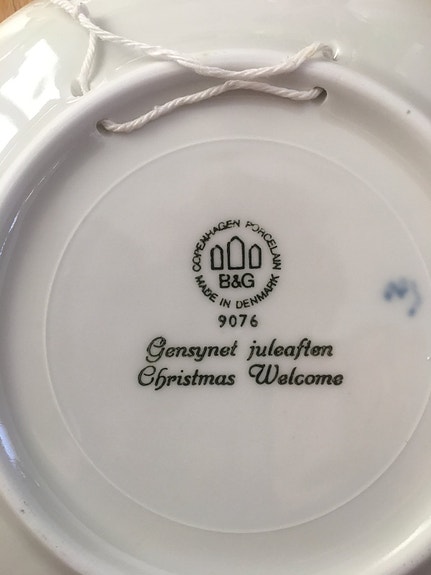 COPENHAGEN PORCELAIN
B&G
MADE IN DENMARK
9076
Gensynet juleaften
Christmas Welcome